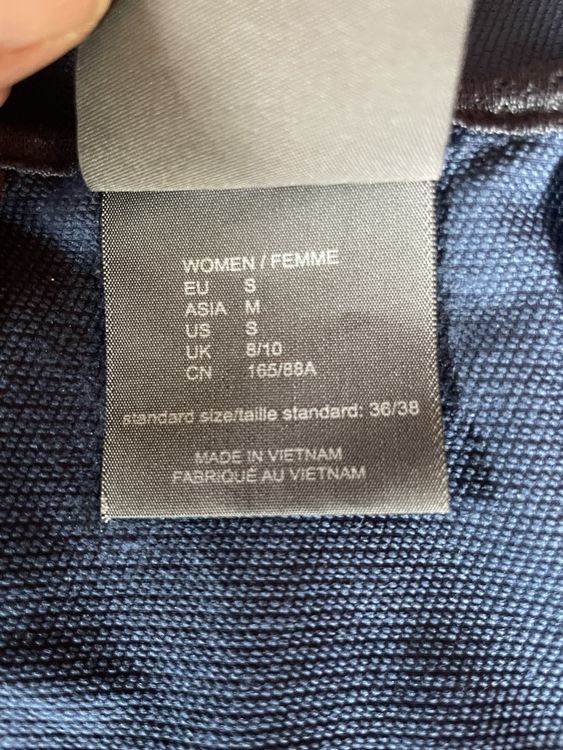 WOMEN / FEMME
EU S
ASIA M
US S
UK 8/10
CN 165/88A
standard size/taille standard: 36/38
MADE IN VIETNAM
FABRIQUÉ AU VIETNAM